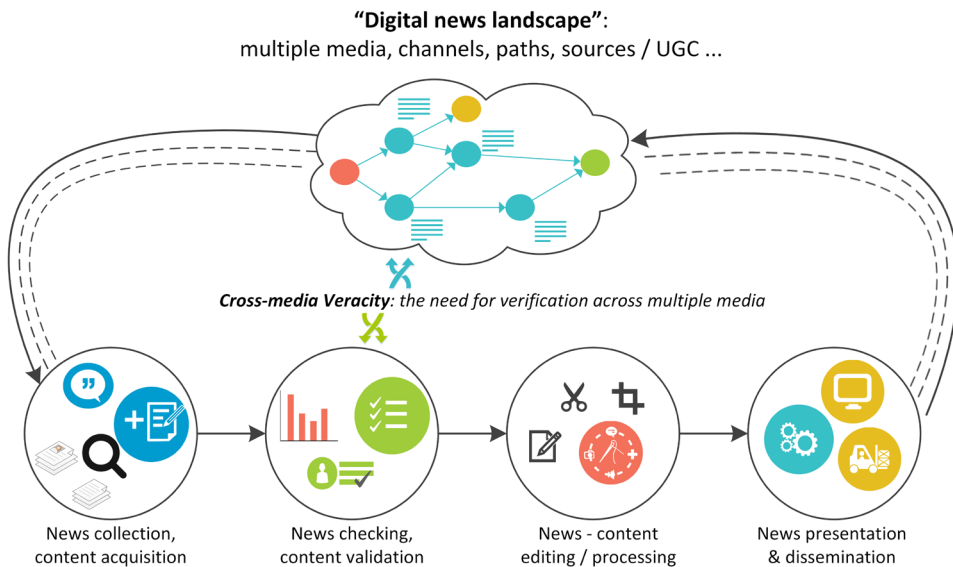 “Digital news landscape”:
multiple media, channels, paths, sources / UGC ...
Cross-media Veracity: the need for verification across multiple media
News collection,
content acquisition
News checking,
content validation
News - content
editing / processing
News presentation
& dissemination